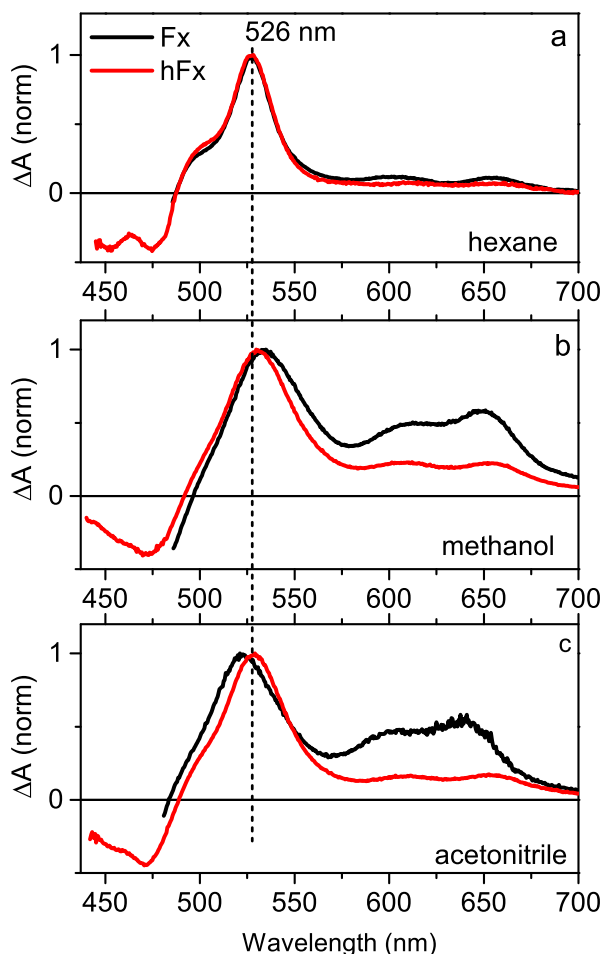 526 nm
a
Fx
hFx
ΔA (norm)
1
0
hexane
450 500 550 600 650 700
b
ΔA (norm)
1
0
methanol
450 500 550 600 650 700
c
ΔA (norm)
1
0
acetonitrile
450 500 550 600 650 700
Wavelength (nm)